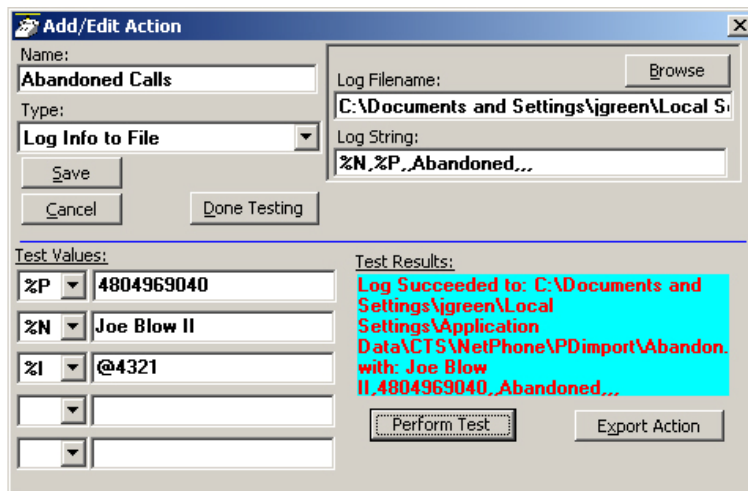 Add/Edit Action
Name:
Abandoned Calls
Type:
Log Info to File
Save
Cancel
Done Testing
Browse
Log Filename:
C:\Documents and Settings\jgreen\Local S
Log String:
%N,%P,,Abandoned,,,
Test Values:
%P 4804969040
%N Joe Blow II
%I @4321
Test Results:
Log Succeeded to: C:\Documents and
Settings\jgreen\Local
Settings\Application
Data\CTS\NetPhone\PDimport\Abandon.
with: Joe Blow
II,4804969040,,Abandoned,,,
Perform Test
Export Action